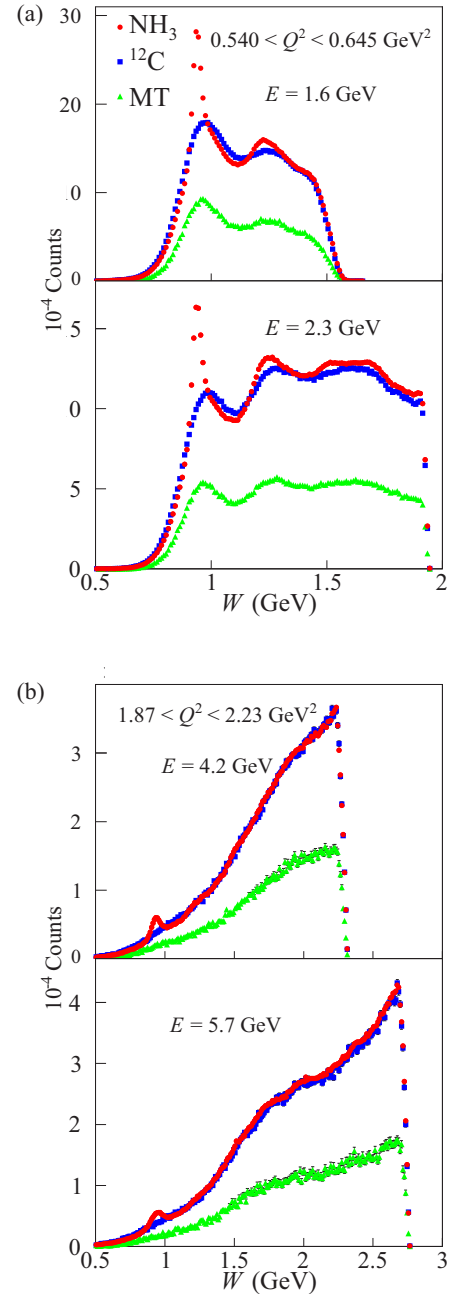 (a)
NH3
12C
MT
0.540 < Q2 < 0.645 GeV2
E = 1.6 GeV
30
20
.0
0
10-4 Counts
E = 2.3 GeV
5
0
5
0
0.5
1
1.5
2
W (GeV)
(b)
1.87 < Q2 < 2.23 GeV2
E = 4.2 GeV
3
2
1
0
10-4 Counts
E = 5.7 GeV
4
3
2
1
0
0.5
1
1.5
2
2.5
3
W (GeV)